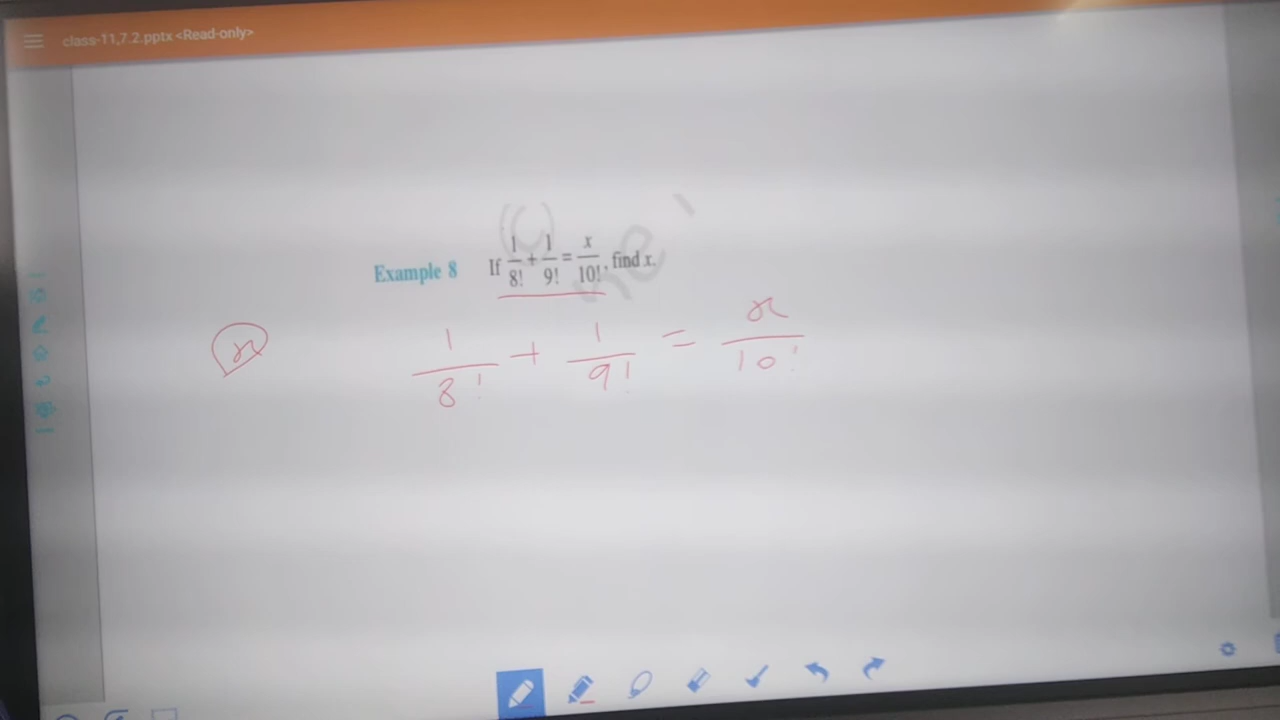 class-11,7.2.pptx <Read-only>
Example 8 If 1/8! + 1/9! = x/10!, find x.
x
1/8! + 1/9! = x/10!